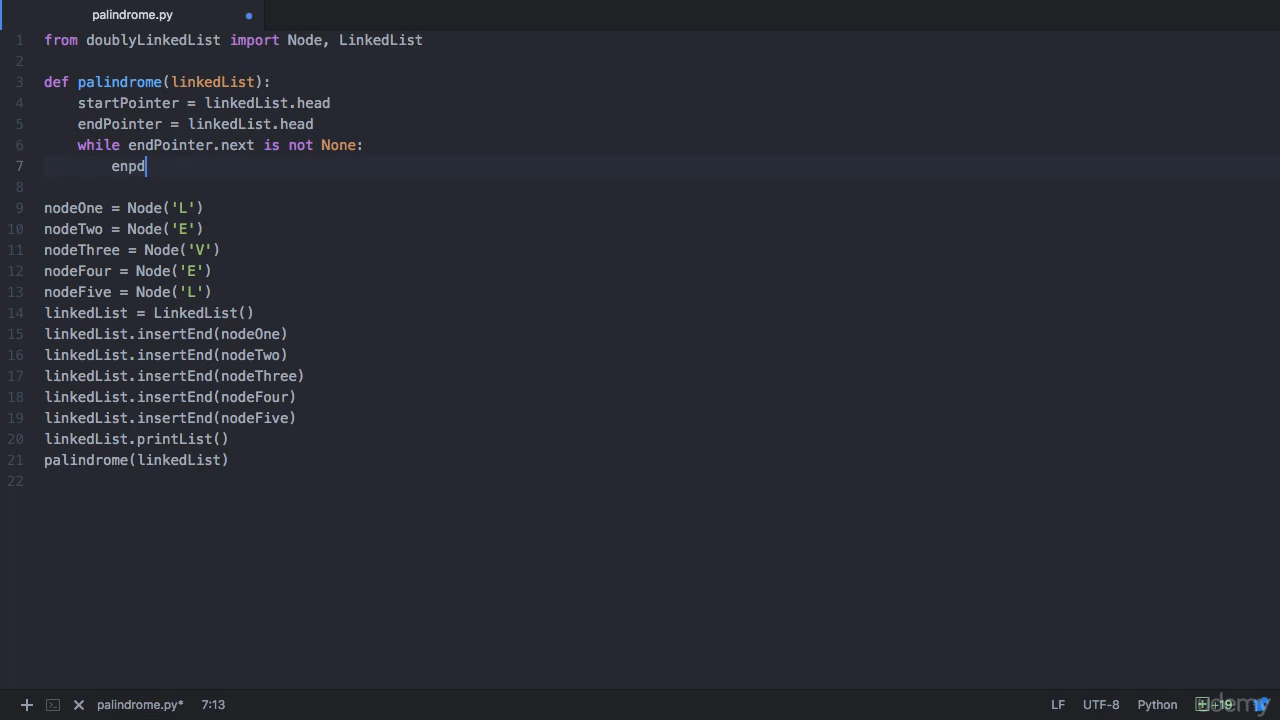 palindrome.py
1 from doublyLinkedList import Node, LinkedList
2
3 def palindrome(linkedList):
4 startPointer = linkedList.head
5 endPointer = linkedList.head
6 while endPointer.next is not None:
7 enpd
8
9 nodeOne = Node('L')
10 nodeTwo = Node('E')
11 nodeThree = Node('V')
12 nodeFour = Node('E')
13 nodeFive = Node('L')
14 linkedList = LinkedList()
15 linkedList.insertEnd(nodeOne)
16 linkedList.insertEnd(nodeTwo)
17 linkedList.insertEnd(nodeThree)
18 linkedList.insertEnd(nodeFour)
19 linkedList.insertEnd(nodeFive)
20 linkedList.printList()
21 palindrome(linkedList)
22
palindrome.py* 7:13 LF UTF-8 Python +19